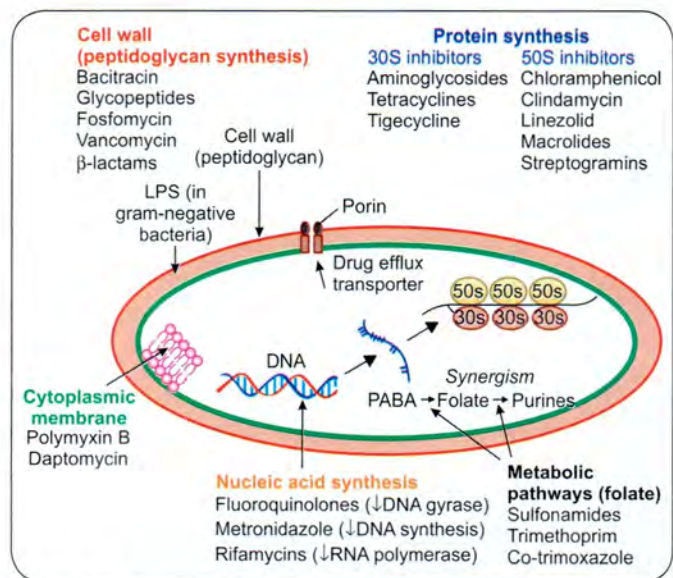 Cell wall
(peptidoglycan synthesis)
Bacitracin
Glycopeptides
Fosfomycin
Vancomycin
β-lactams
Protein synthesis
30S inhibitors
Aminoglycosides
Tetracyclines
Tigecycline
50S inhibitors
Chloramphenicol
Clindamycin
Linezolid
Macrolides
Streptogramins
Cell wall
(peptidoglycan)
LPS (in
gram-negative
bacteria)
Porin
Drug efflux
transporter
50s 50s 50s
30s 30s 30s
DNA
Synergism
PABA Folate Purines
Cytoplasmic
membrane
Polymyxin B
Daptomycin
Nucleic acid synthesis
Fluoroquinolones (↓DNA gyrase)
Metronidazole (↓DNA synthesis)
Rifamycins (↓RNA polymerase)
Metabolic
pathways (folate)
Sulfonamides
Trimethoprim
Co-trimoxazole